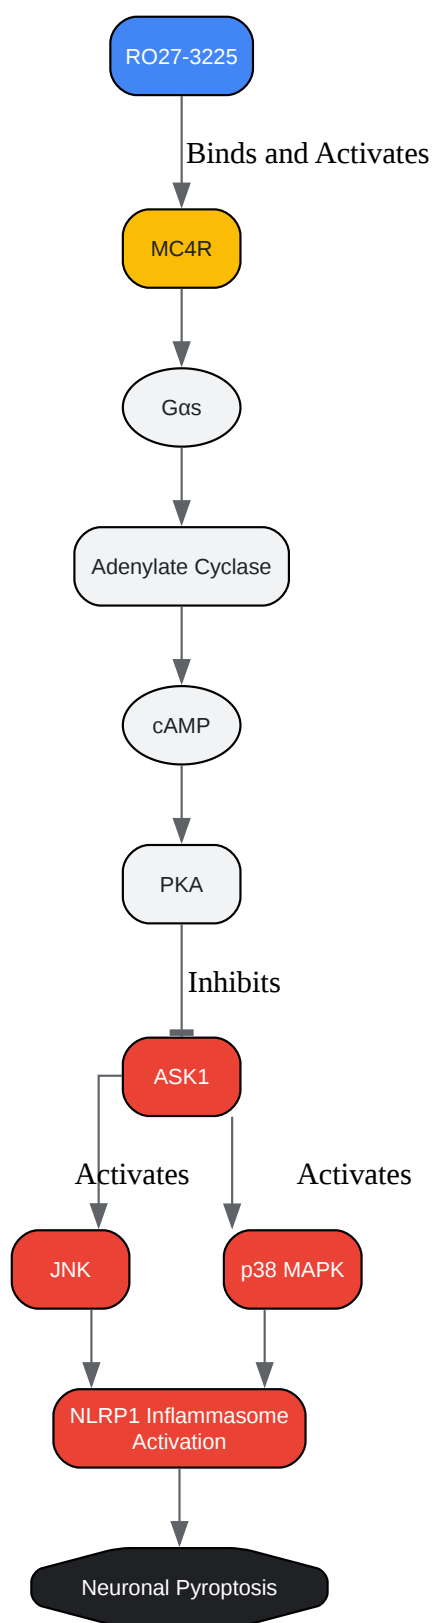 RO27-3225
Binds and Activates
MC4R
Gαs
Adenylate Cyclase
cAMP
PKA
Inhibits
ASK1
Activates
Activates
JNK
p38 MAPK
NLRP1 Inflammasome
Activation
Neuronal Pyroptosis